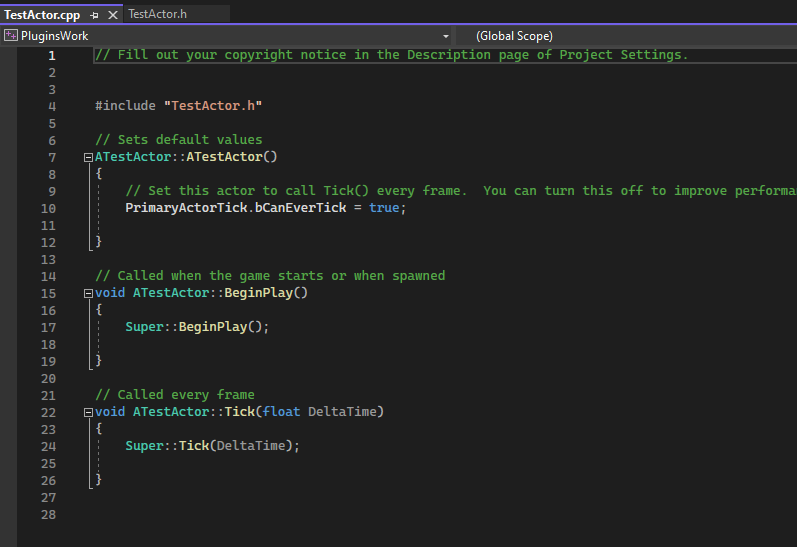 TestActor.cpp
TestActor.h
PluginsWork
(Global Scope)
1 // Fill out your copyright notice in the Description page of Project Settings.
2
3
4 #include "TestActor.h"
5
6 // Sets default values
7 ATestActor::ATestActor()
8 {
9 // Set this actor to call Tick() every frame.  You can turn this off to improve
10 PrimaryActorTick.bCanEverTick = true;
11
12 }
13
14 // Called when the game starts or when spawned
15 void ATestActor::BeginPlay()
16 {
17 Super::BeginPlay();
18
19 }
20
21 // Called every frame
22 void ATestActor::Tick(float DeltaTime)
23 {
24 Super::Tick(DeltaTime);
25
26 }
27
28